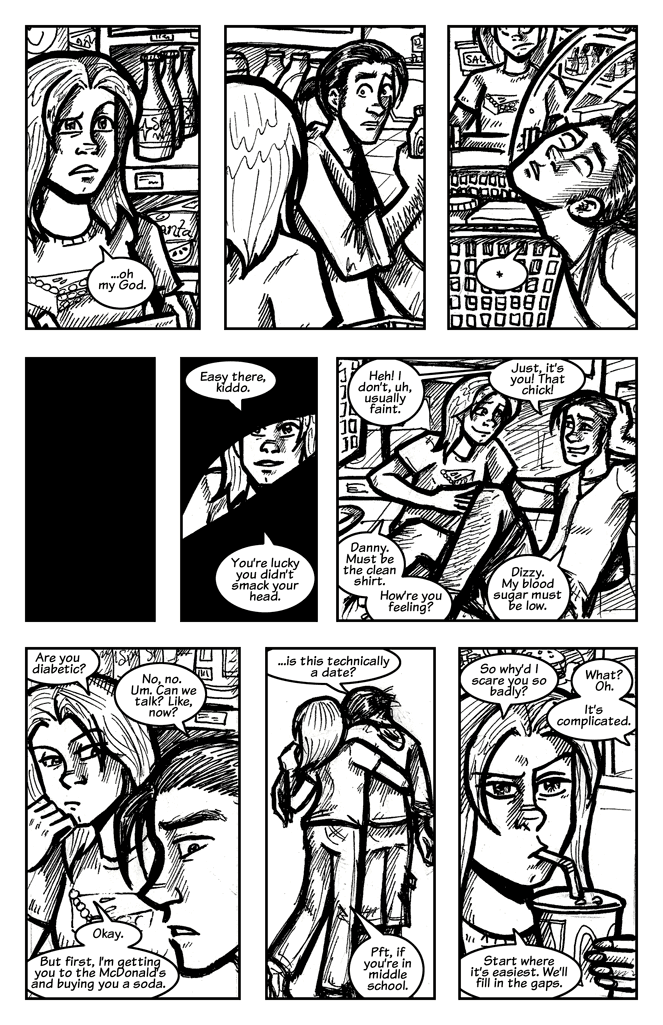 ...oh
my God.
SALE
*
Easy there,
kiddo.
You're lucky
you didn't
smack your
head.
Heh! I
don't, uh,
usually
faint.
Just, it's
you! That
chick!
Danny.
Must be
the clean
shirt.
How're you
feeling?
Dizzy.
My blood
sugar must
be low.
Are you
diabetic?
No, no.
Um. Can we
talk? Like,
now?
Okay.
But first, I'm getting
you to the McDonald's
and buying you a soda.
...is this technically
a date?
Pft, if
you're in
middle
school.
So why'd I
scare you so
badly?
What?
Oh.
It's
complicated.
Start where
it's easiest. We'll
fill in the gaps.